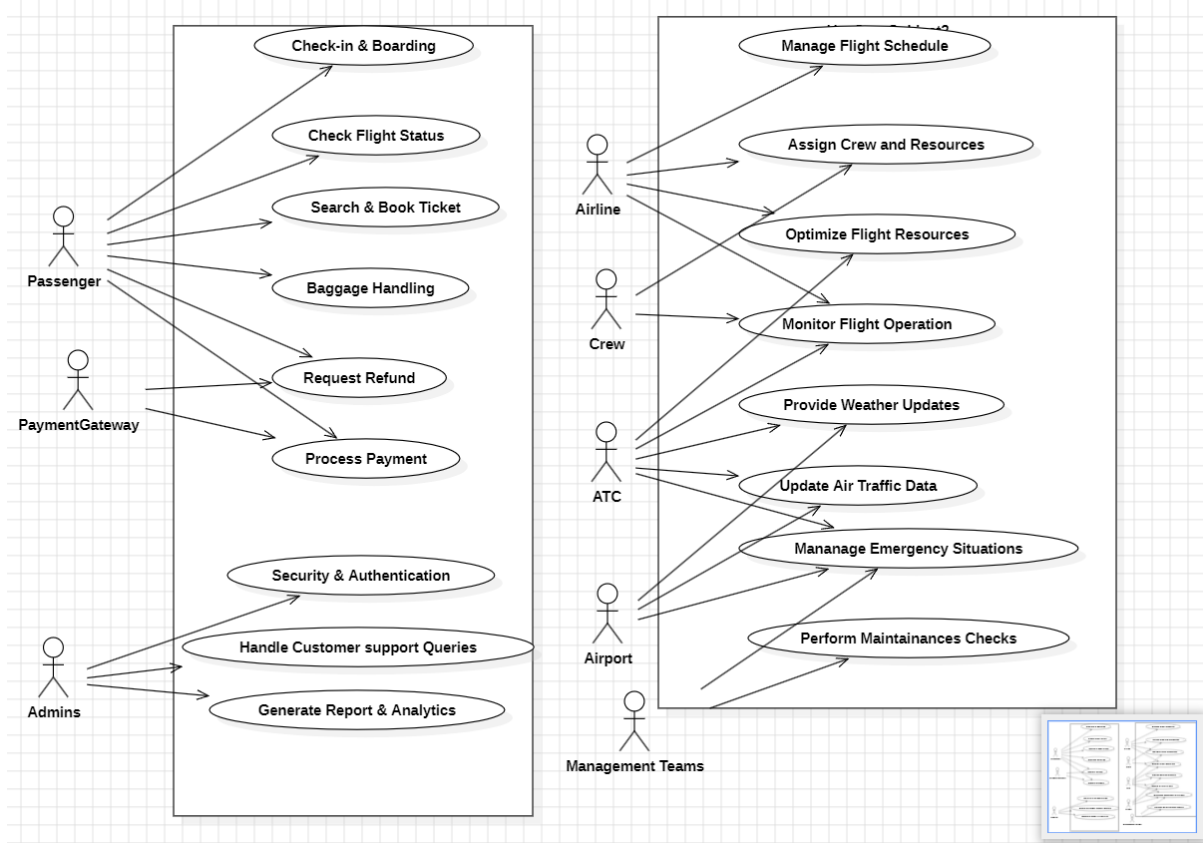 Check-in & Boarding
Check Flight Status
Search & Book Ticket
Passenger
Baggage Handling
Request Refund
PaymentGateway
Process Payment
Security & Authentication
Handle Customer support Queries
Admins
Generate Report & Analytics
Manage Flight Schedule
Assign Crew and Resources
Airline
Optimize Flight Resources
Monitor Flight Operation
Crew
Provide Weather Updates
Update Air Traffic Data
ATC
Mananage Emergency Situations
Perform Maintainances Checks
Airport
Management Teams